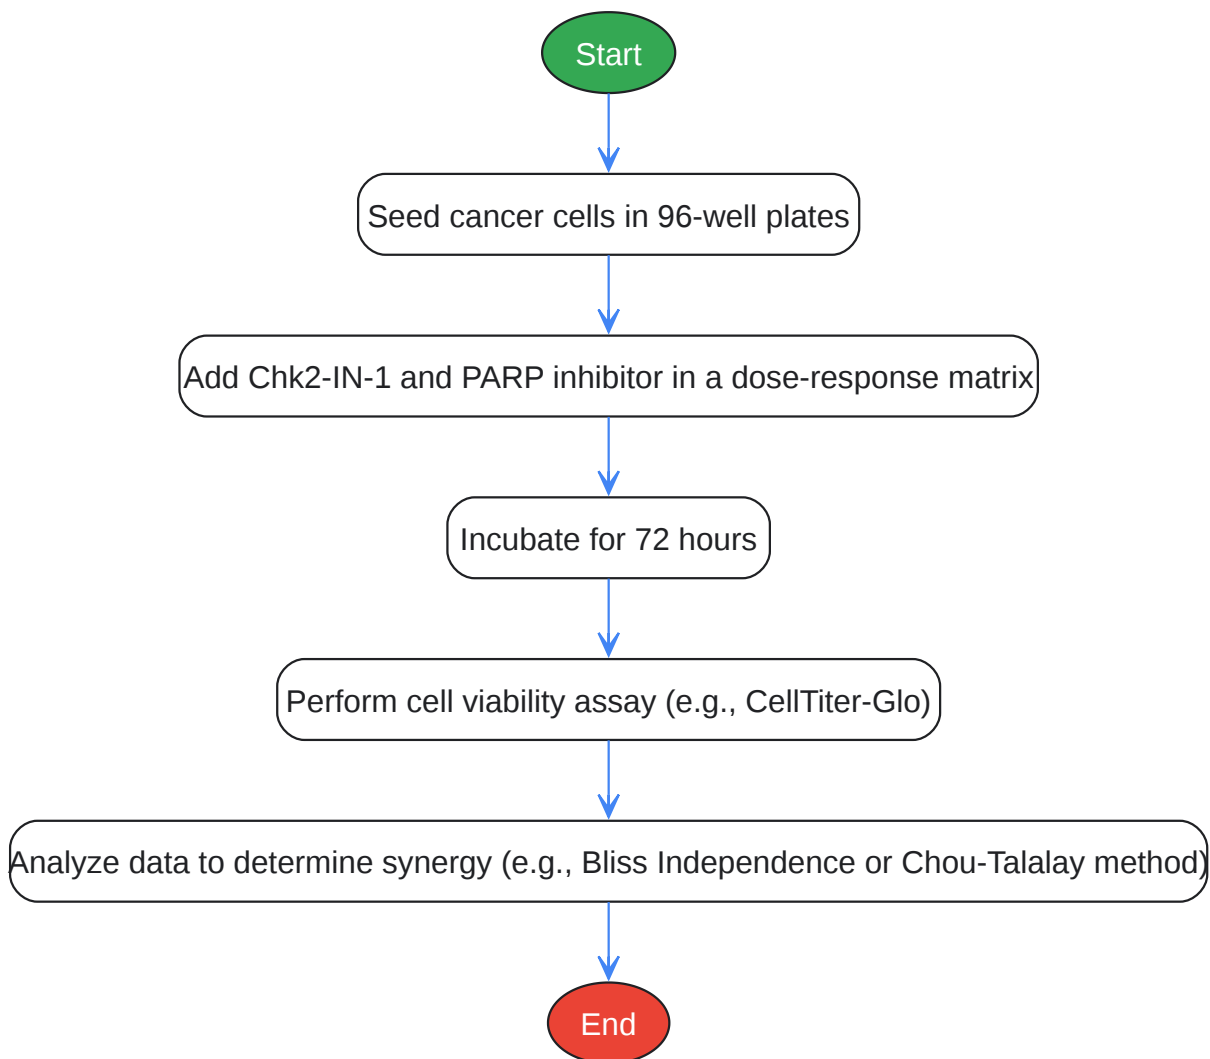 Start
Seed cancer cells in 96-well plates
Add Chk2-IN-1 and PARP inhibitor in a dose-response matrix
Incubate for 72 hours
Perform cell viability assay (e.g., CellTiter-Glo)
Analyze data to determine synergy (e.g., Bliss Independence or Chou-Talalay method)
End